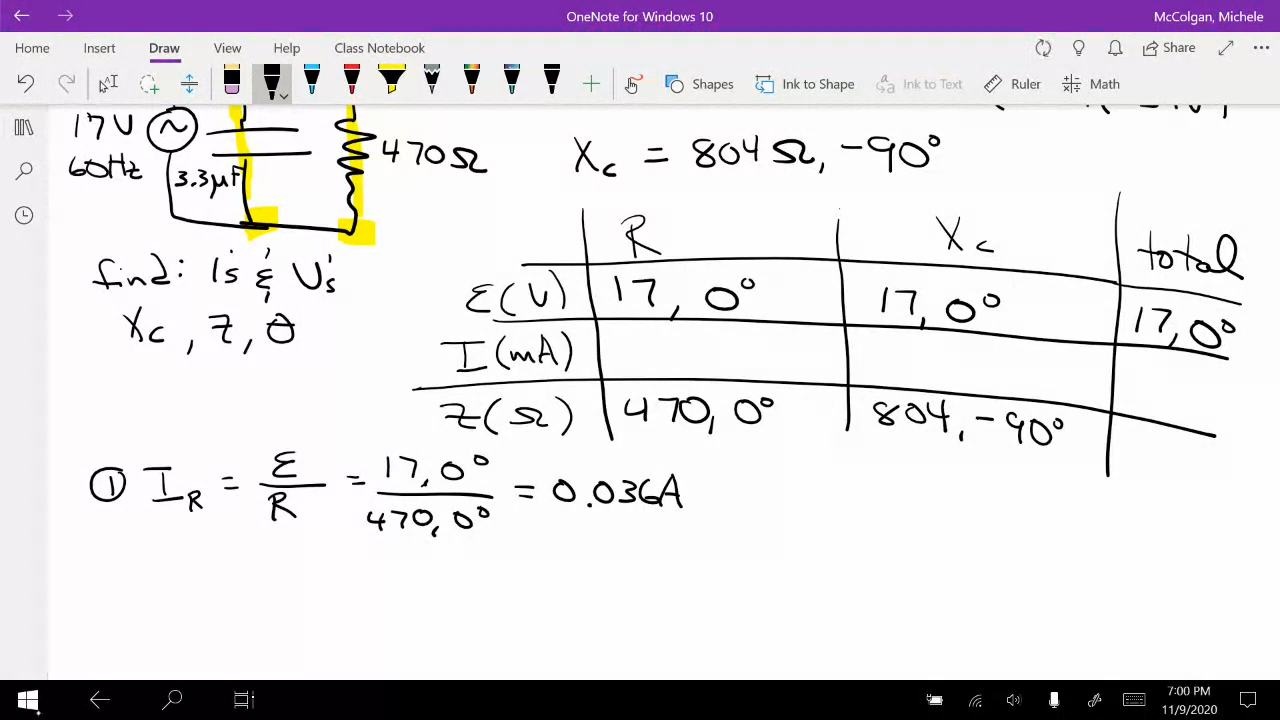 OneNote for Windows 10
McColgan, Michele
Home Insert Draw View Help Class Notebook Share
Shapes Ink to Shape Ink to Text Ruler Math
17V
60Hz
3.3μF
470Ω
Xc = 804Ω, -90°
find: I's & V's
Xc, Z, θ
R Xc total
ℰ(V) 17, 0° 17, 0° 17, 0°
I(mA)
Z(Ω) 470, 0° 804, -90°
① I_R = ℰ/R = 17, 0°/470, 0° = 0.036A
7:00 PM
11/9/2020